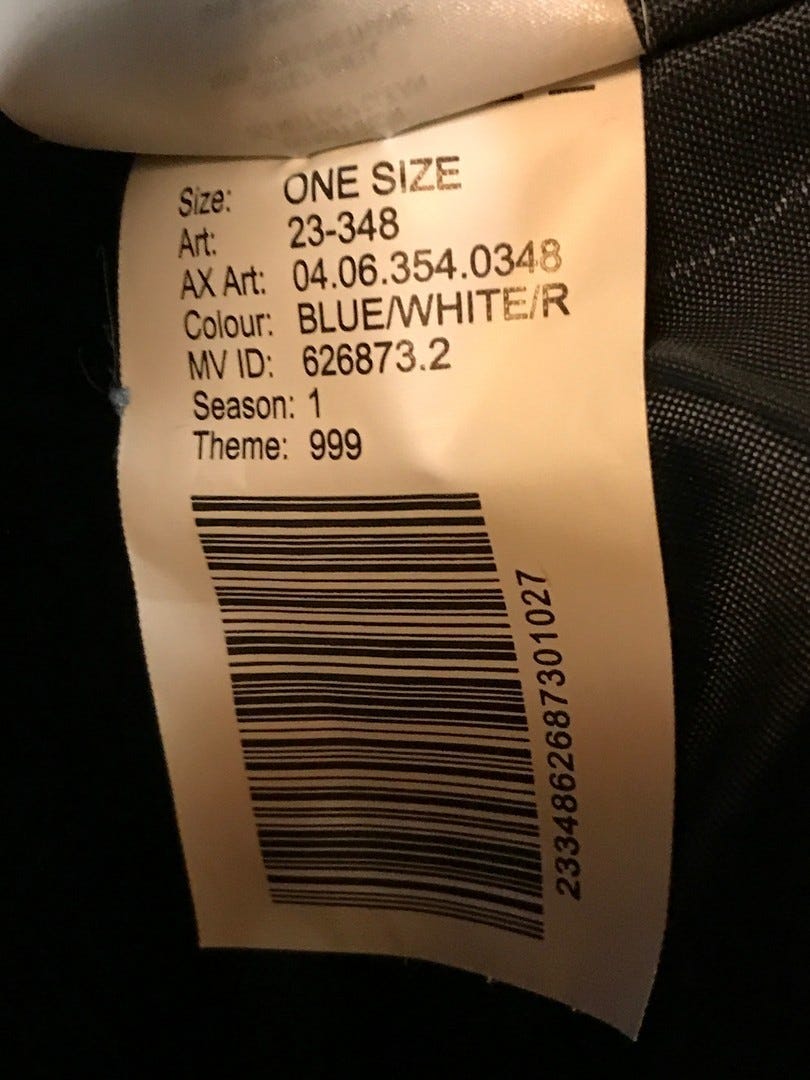 Size: ONE SIZE
Art: 23-348
AX Art: 04.06.354.0348
Colour: BLUE/WHITE/R
MV ID: 626873.2
Season: 1
Theme: 999
2334862687301027